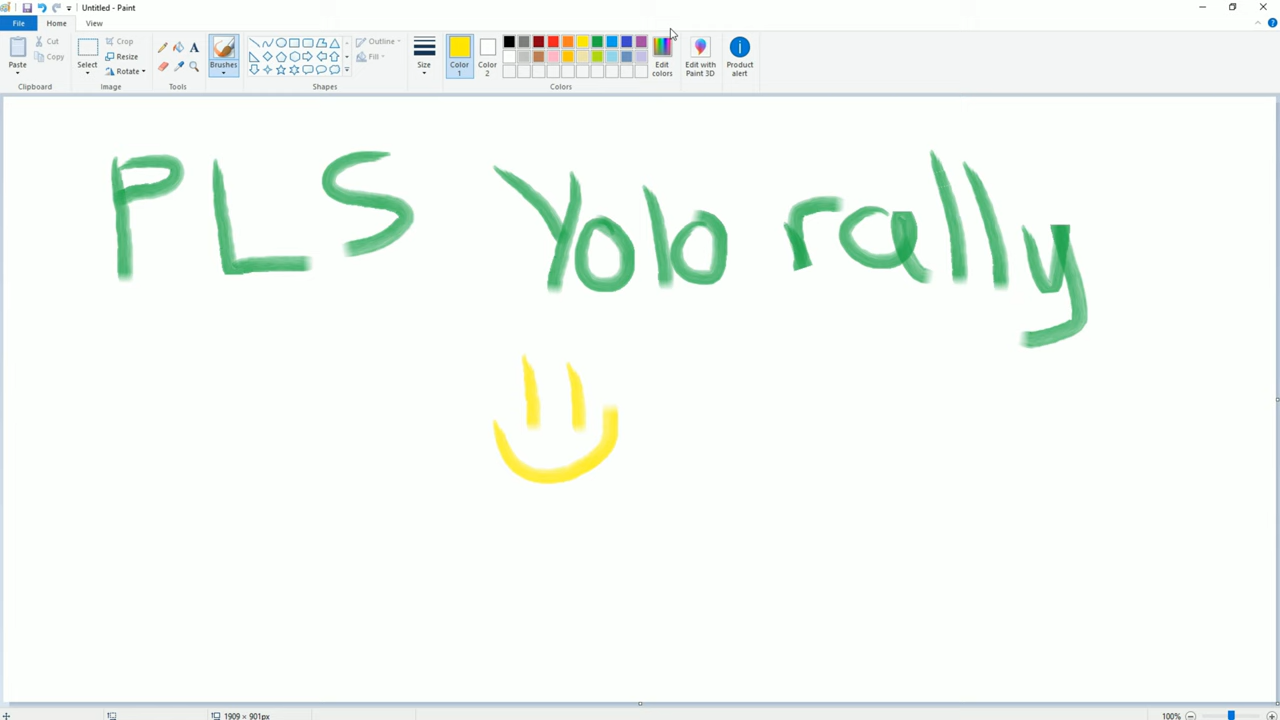 Untitled - Paint
File Home View
Paste Cut Copy Clipboard
Select Crop Resize Rotate Image
Tools
Brushes
Outline Fill Shapes
Size
Color 1 Color 2 Edit colors Colors
Edit with Paint 3D
Product alert
PLS Yolo rally
1909 × 901px 100%